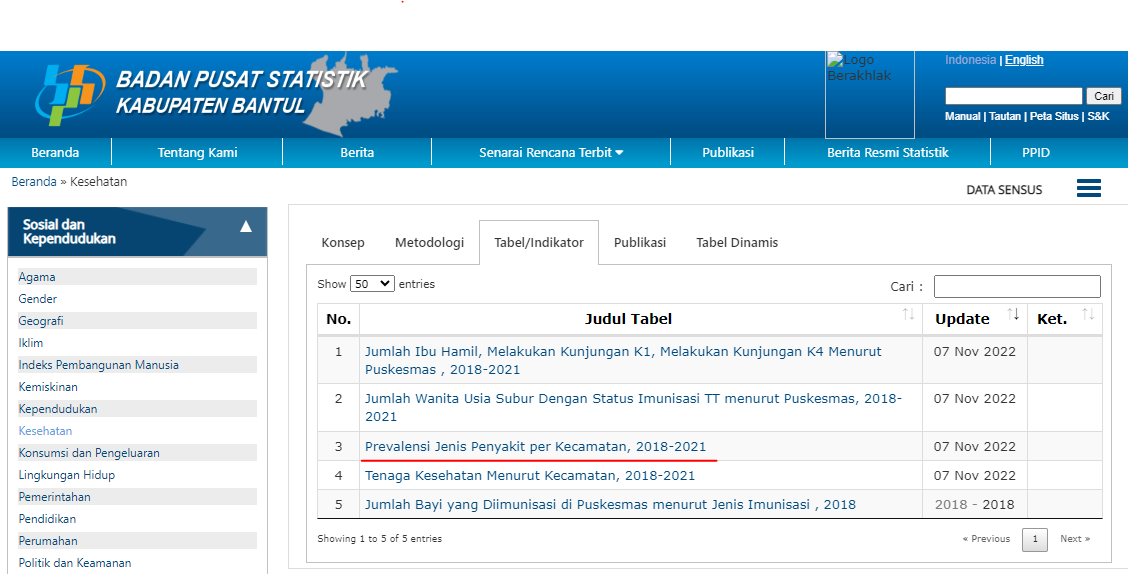 BADAN PUSAT STATISTIK
KABUPATEN BANTUL
Logo
Berakhlak
Indonesia | English
Cari
Manual | Tautan | Peta Situs | S&K
Beranda
Tentang Kami
Berita
Senarai Rencana Terbit
Publikasi
Berita Resmi Statistik
PPID
Beranda » Kesehatan
DATA SENSUS
Sosial dan
Kependudukan
Agama
Gender
Geografi
Iklim
Indeks Pembangunan Manusia
Kemiskinan
Kependudukan
Kesehatan
Konsumsi dan Pengeluaran
Lingkungan Hidup
Pemerintahan
Pendidikan
Perumahan
Politik dan Keamanan
Konsep
Metodologi
Tabel/Indikator
Publikasi
Tabel Dinamis
Show 50 entries
Cari :
No. Judul Tabel Update Ket.
1 Jumlah Ibu Hamil, Melakukan Kunjungan K1, Melakukan Kunjungan K4 Menurut 07 Nov 2022
Puskesmas , 2018-2021
2 Jumlah Wanita Usia Subur Dengan Status Imunisasi TT menurut Puskesmas, 2018- 07 Nov 2022
2021
3 Prevalensi Jenis Penyakit per Kecamatan, 2018-2021 07 Nov 2022
4 Tenaga Kesehatan Menurut Kecamatan, 2018-2021 07 Nov 2022
5 Jumlah Bayi yang Diimunisasi di Puskesmas menurut Jenis Imunisasi , 2018 2018 - 2018
Showing 1 to 5 of 5 entries
« Previous 1 Next »